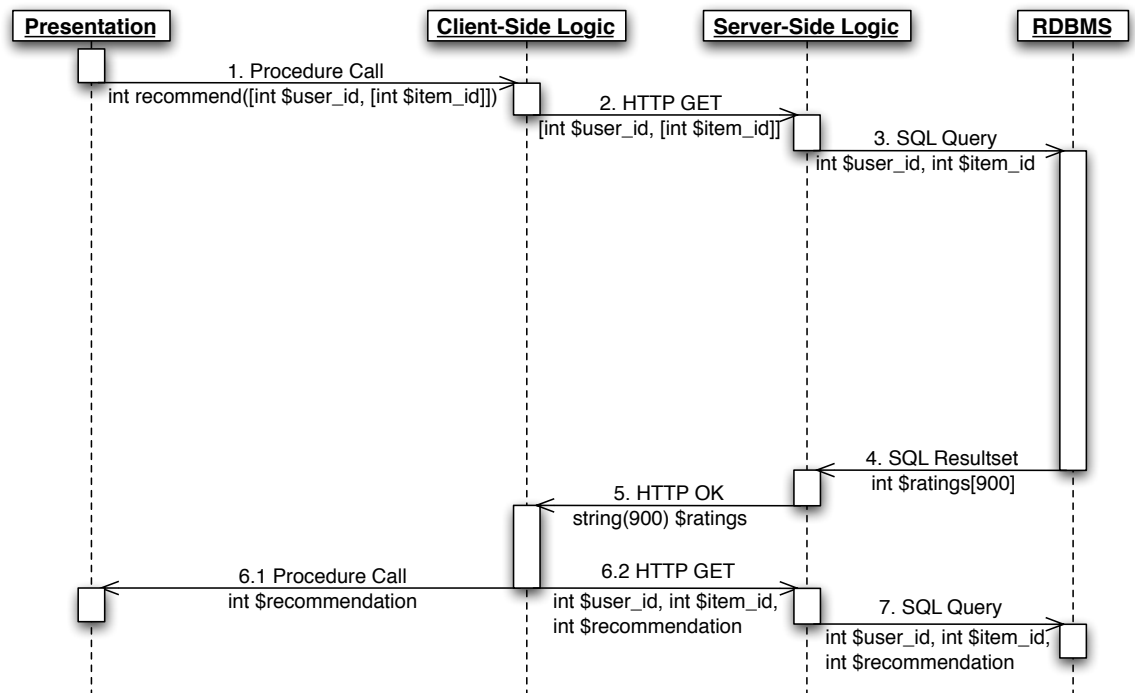 Presentation
Client-Side Logic
Server-Side Logic
RDBMS
1. Procedure Call
int recommend([int $user_id, [int $item_id]])
2. HTTP GET
[int $user_id, [int $item_id]]
3. SQL Query
int $user_id, int $item_id
4. SQL Resultset
int $ratings[900]
5. HTTP OK
string(900) $ratings
6.1 Procedure Call
int $recommendation
6.2 HTTP GET
int $user_id, int $item_id,
int $recommendation
7. SQL Query
int $user_id, int $item_id,
int $recommendation